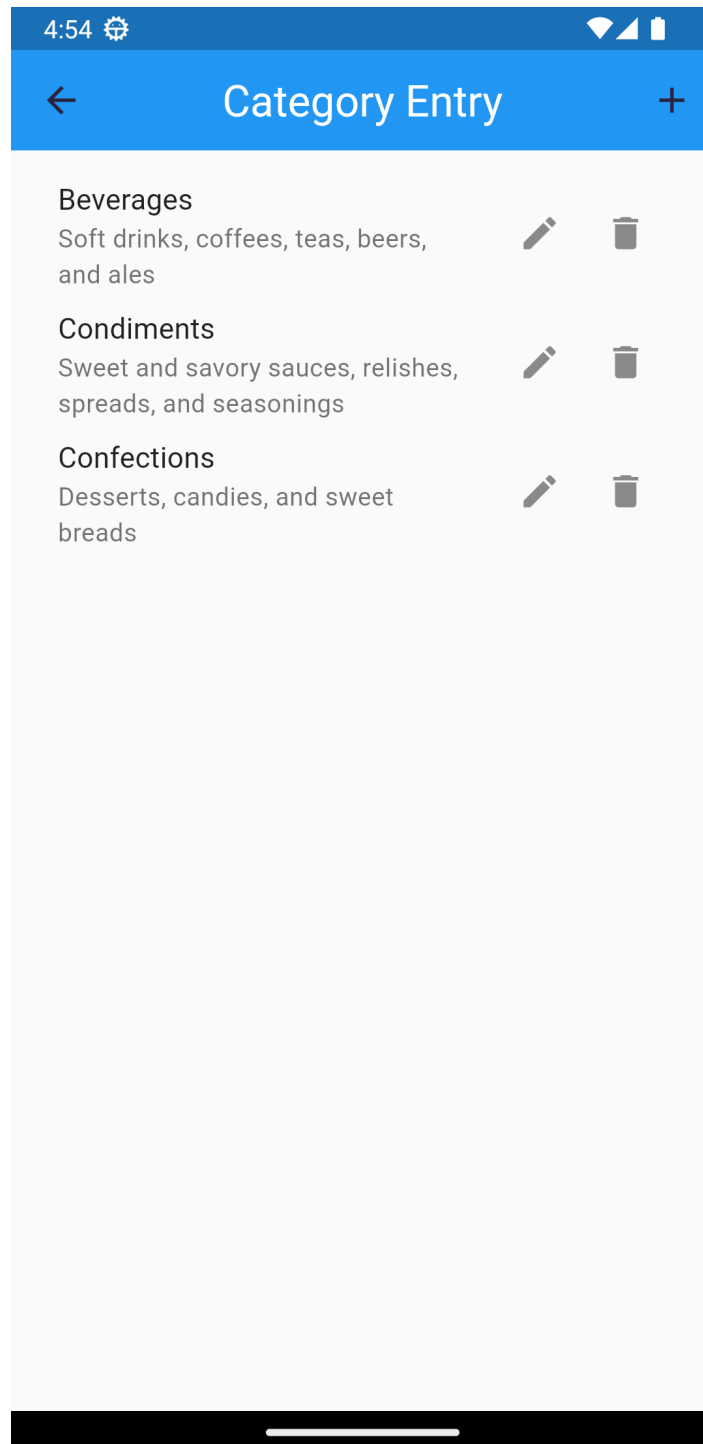 4:54
Category Entry
Beverages
Soft drinks, coffees, teas, beers,
and ales
Condiments
Sweet and savory sauces, relishes,
spreads, and seasonings
Confections
Desserts, candies, and sweet
breads